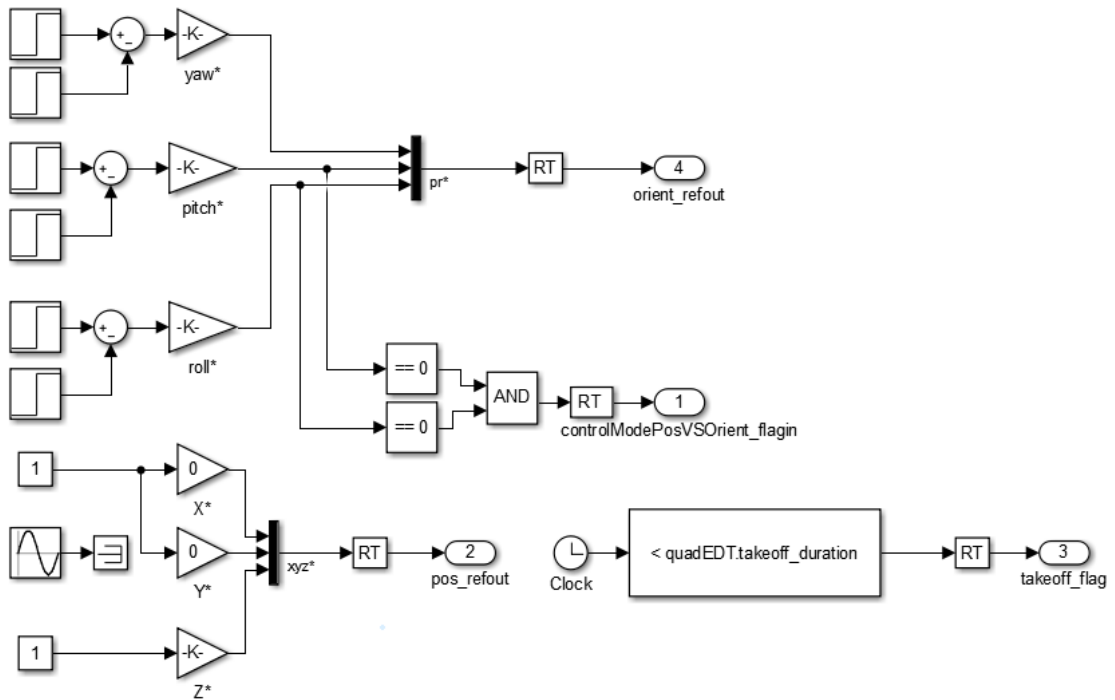 +
−
-K-
yaw*
+
−
-K-
pitch*
pr*
RT
4
orient_refout
+
−
-K-
roll*
== 0
== 0
AND
RT
1
controlModePosVSOrient_flagin
1
0
X*
0
Y*
xyz*
RT
2
pos_refout
1
-K-
Z*
Clock
< quadEDT.takeoff_duration
RT
3
takeoff_flag